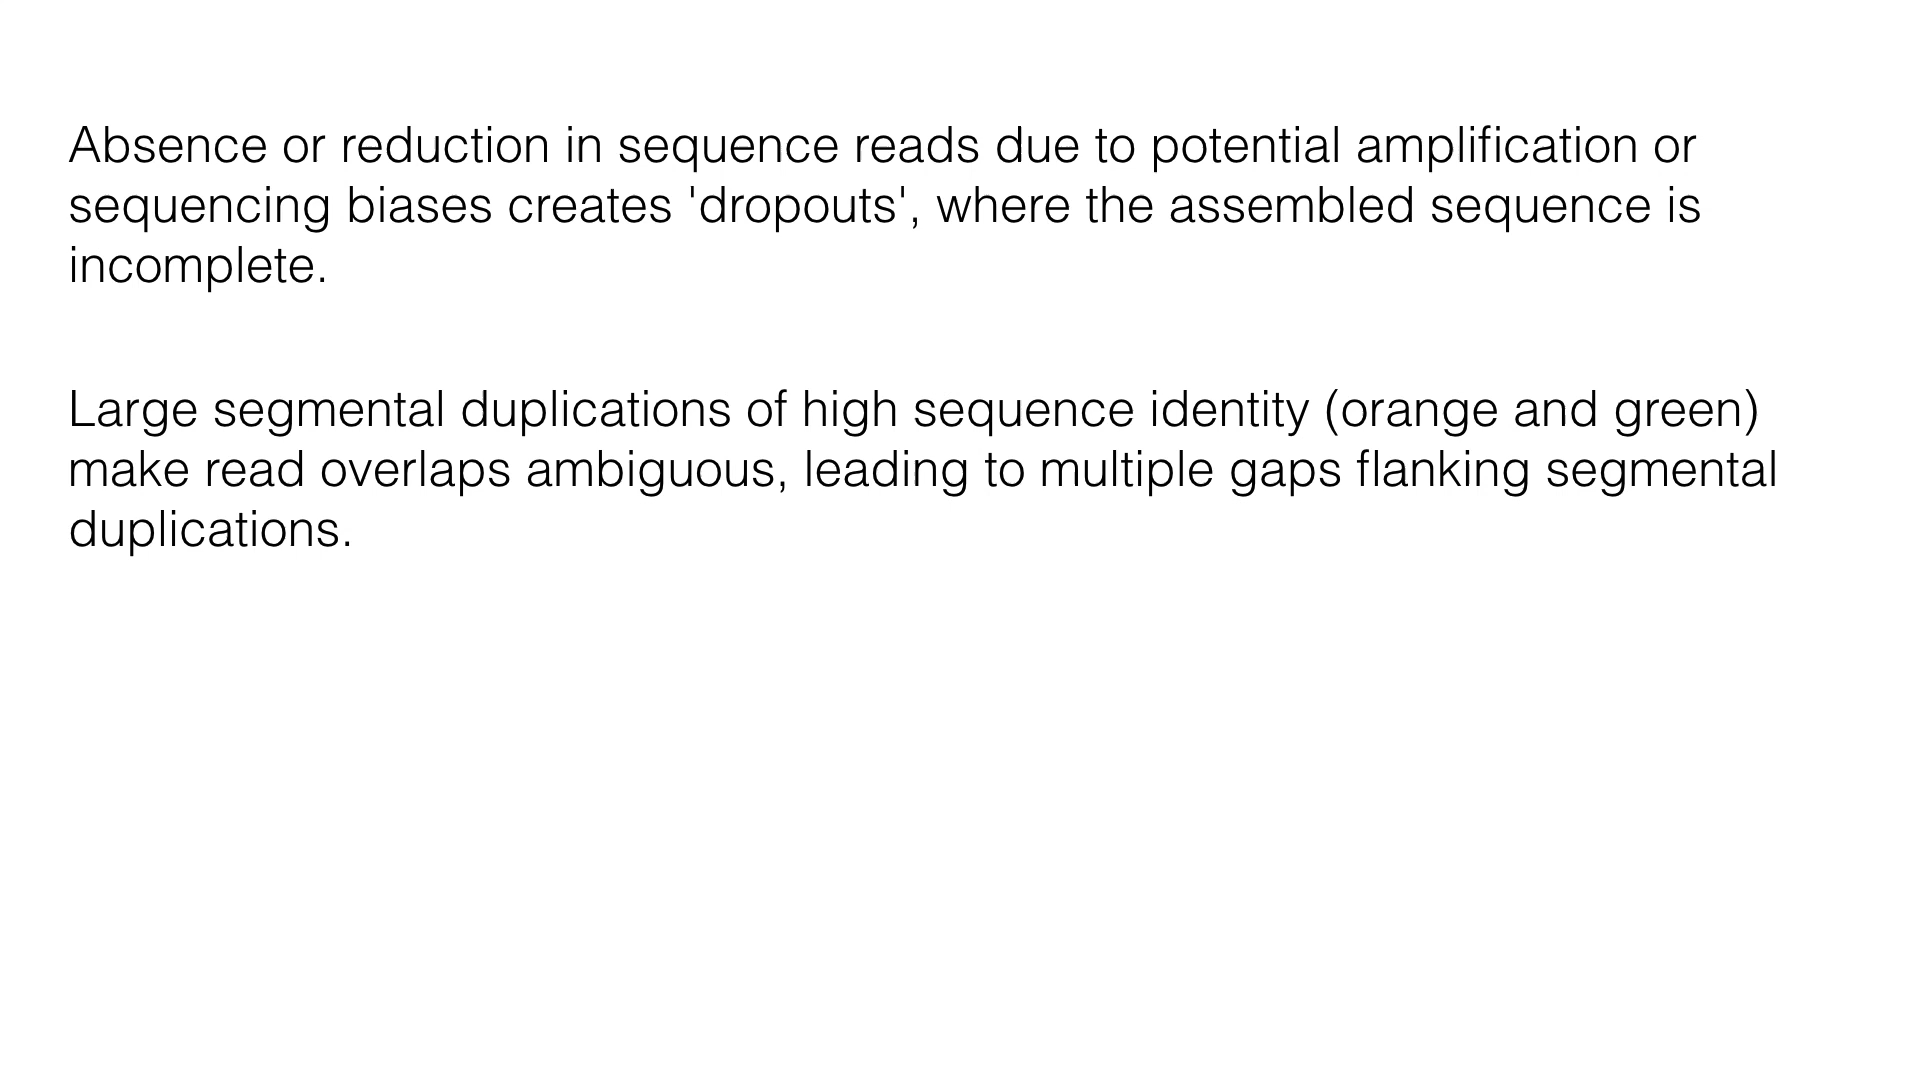 Absence or reduction in sequence reads due to potential amplification or
sequencing biases creates 'dropouts', where the assembled sequence is
incomplete.
Large segmental duplications of high sequence identity (orange and green)
make read overlaps ambiguous, leading to multiple gaps flanking segmental
duplications.